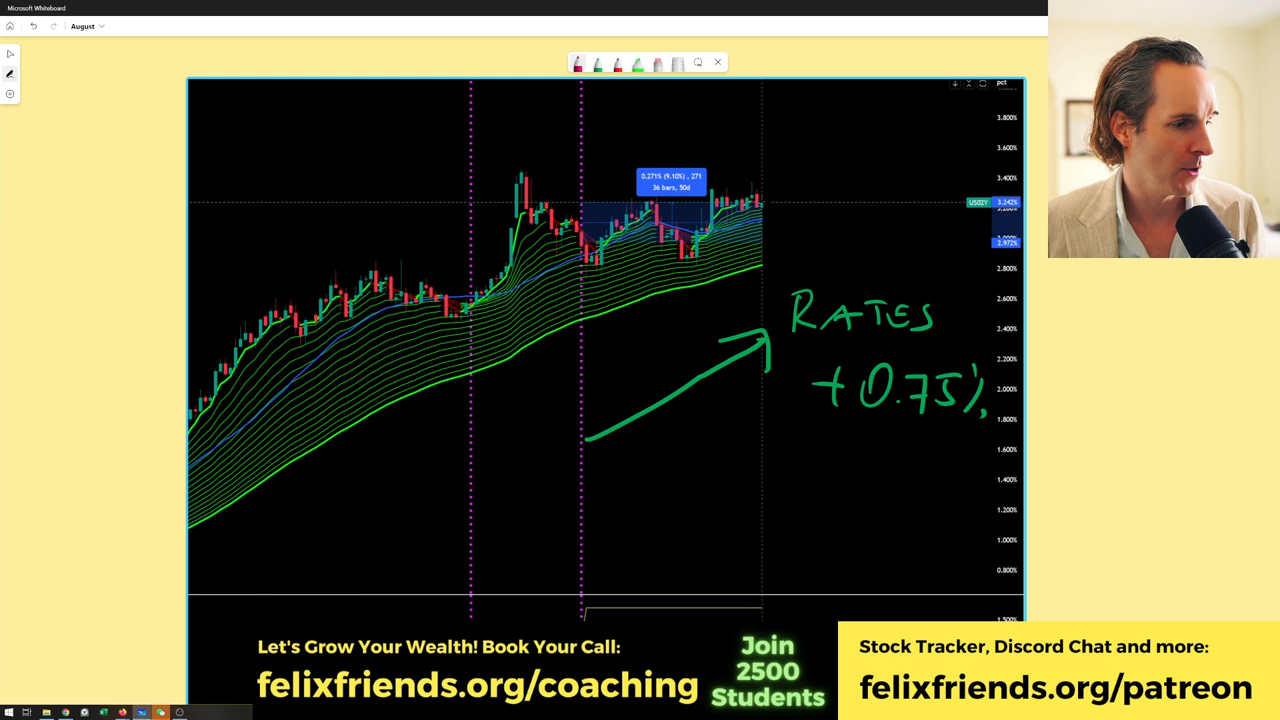 Microsoft Whiteboard
August
pct
3.800%
3.600%
3.400%
0.271% (9.10%) , 271
36 bars, 50d
US02Y 3.242%
2.972%
2.800%
2.600%
2.400%
2.200%
2.000%
1.800%
1.600%
1.400%
1.200%
1.000%
0.800%
1.500%
RATES
+0.75%
Let's Grow Your Wealth! Book Your Call:
felixfriends.org/coaching
Join
2500
Students
Stock Tracker, Discord Chat and more:
felixfriends.org/patreon